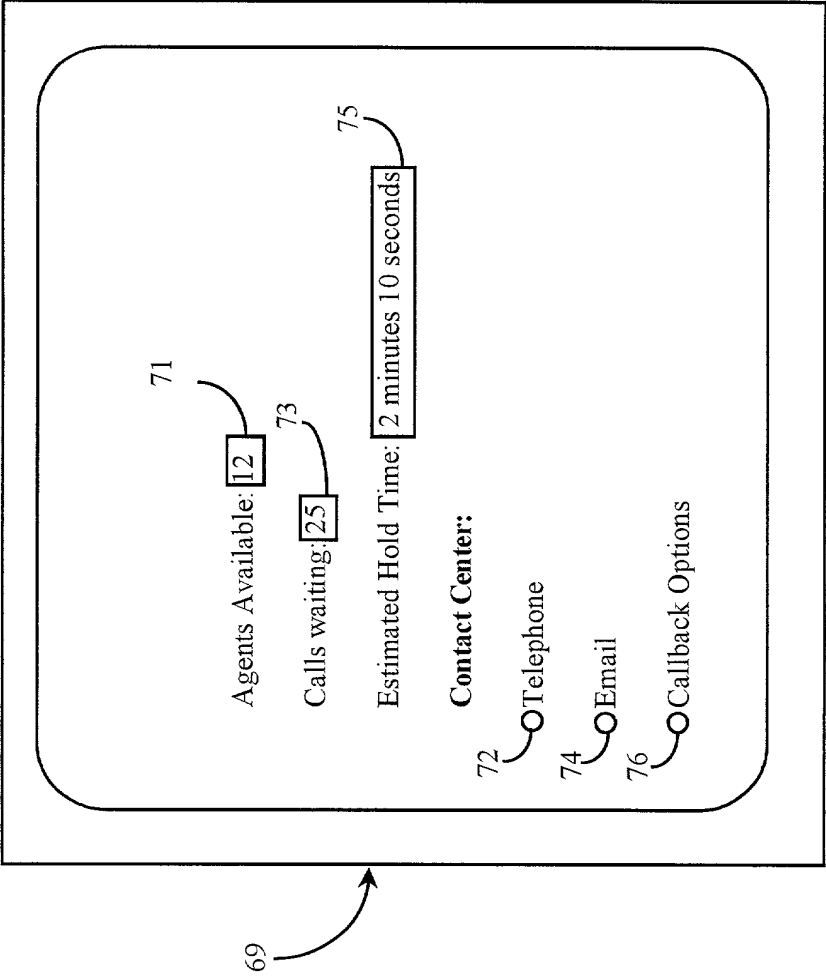 71
Agents Available: 12
73
Calls waiting: 25
75
Estimated Hold Time: 2 minutes 10 seconds
Contact Center:
72
Telephone
74
Email
76
Callback Options
69